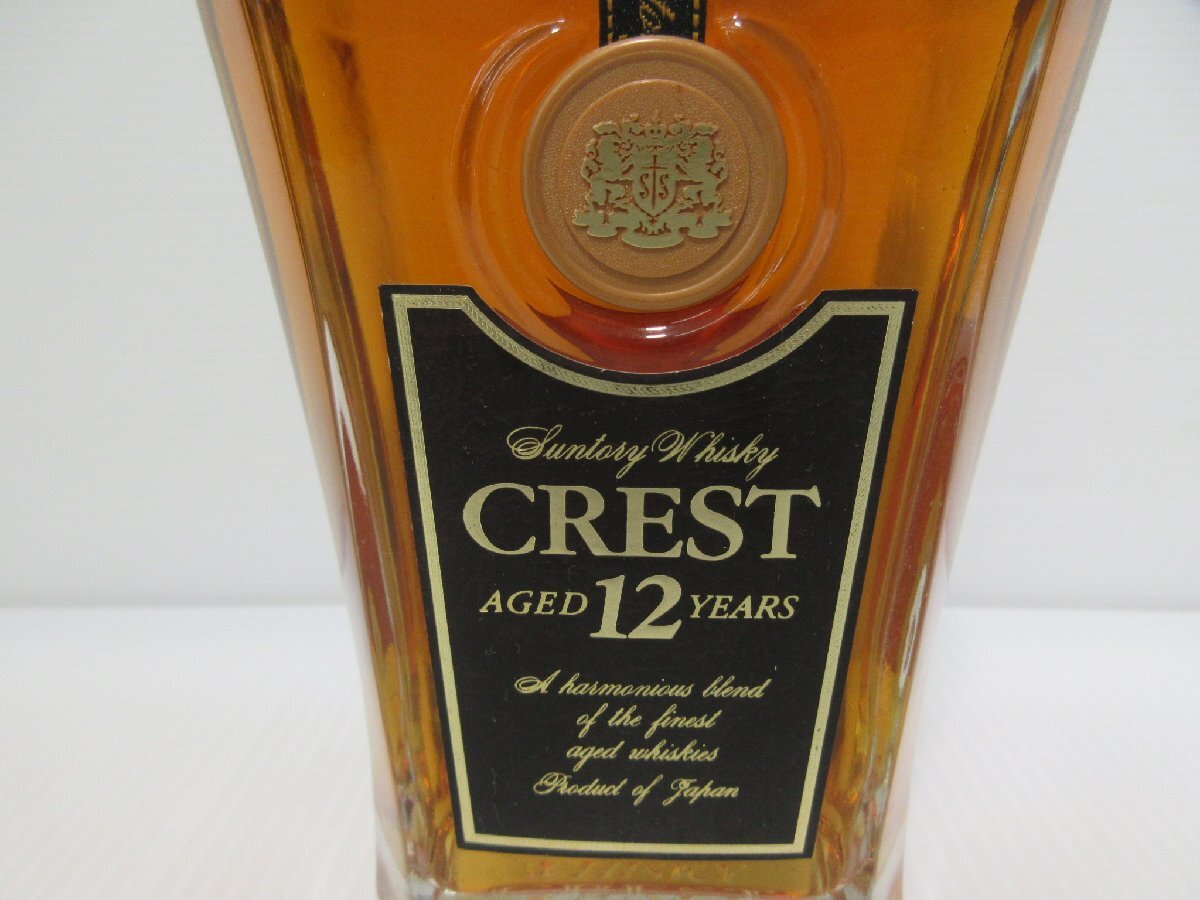 S S
Suntory Whisky
CREST
AGED 12 YEARS
A harmonious blend
of the finest
aged whiskies
Product of Japan